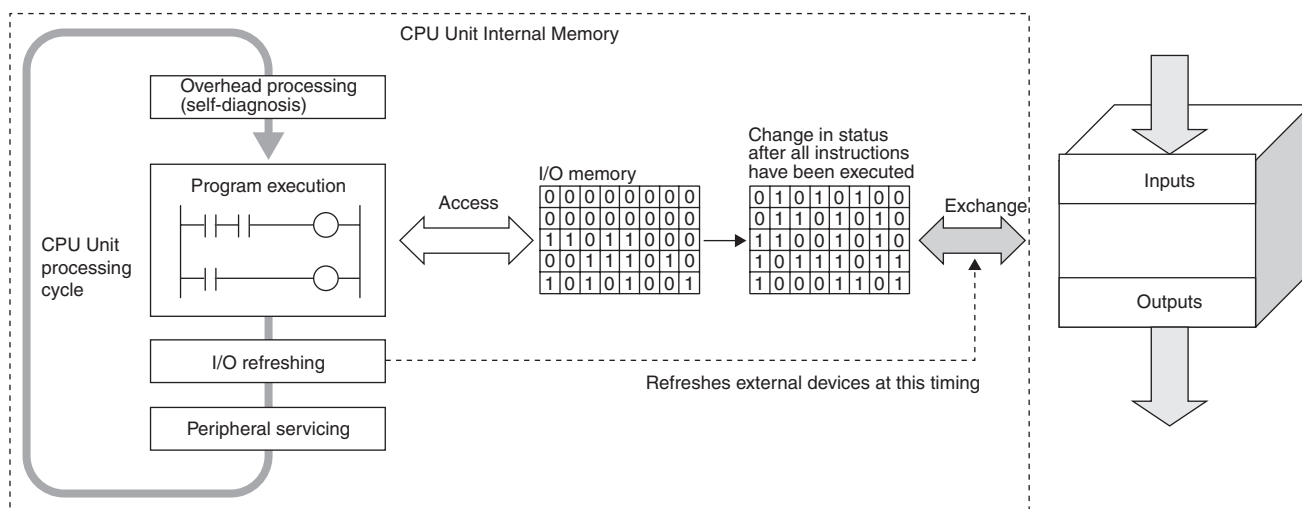 CPU Unit Internal Memory
Overhead processing
(self-diagnosis)
Program execution
CPU Unit
processing
cycle
I/O refreshing
Peripheral servicing
Access
I/O memory
0 0 0 0 0 0 0 0
0 0 0 0 0 0 0 0
1 1 0 1 1 0 0 0
0 0 1 1 1 0 1 0
1 0 1 0 1 0 0 1
Change in status
after all instructions
have been executed
0 1 0 1 0 1 0 0
0 1 1 0 1 0 1 0
1 1 0 0 1 0 1 0
1 0 1 1 1 0 1 1
1 0 0 0 1 1 0 1
Exchange
Refreshes external devices at this timing
Inputs
Outputs